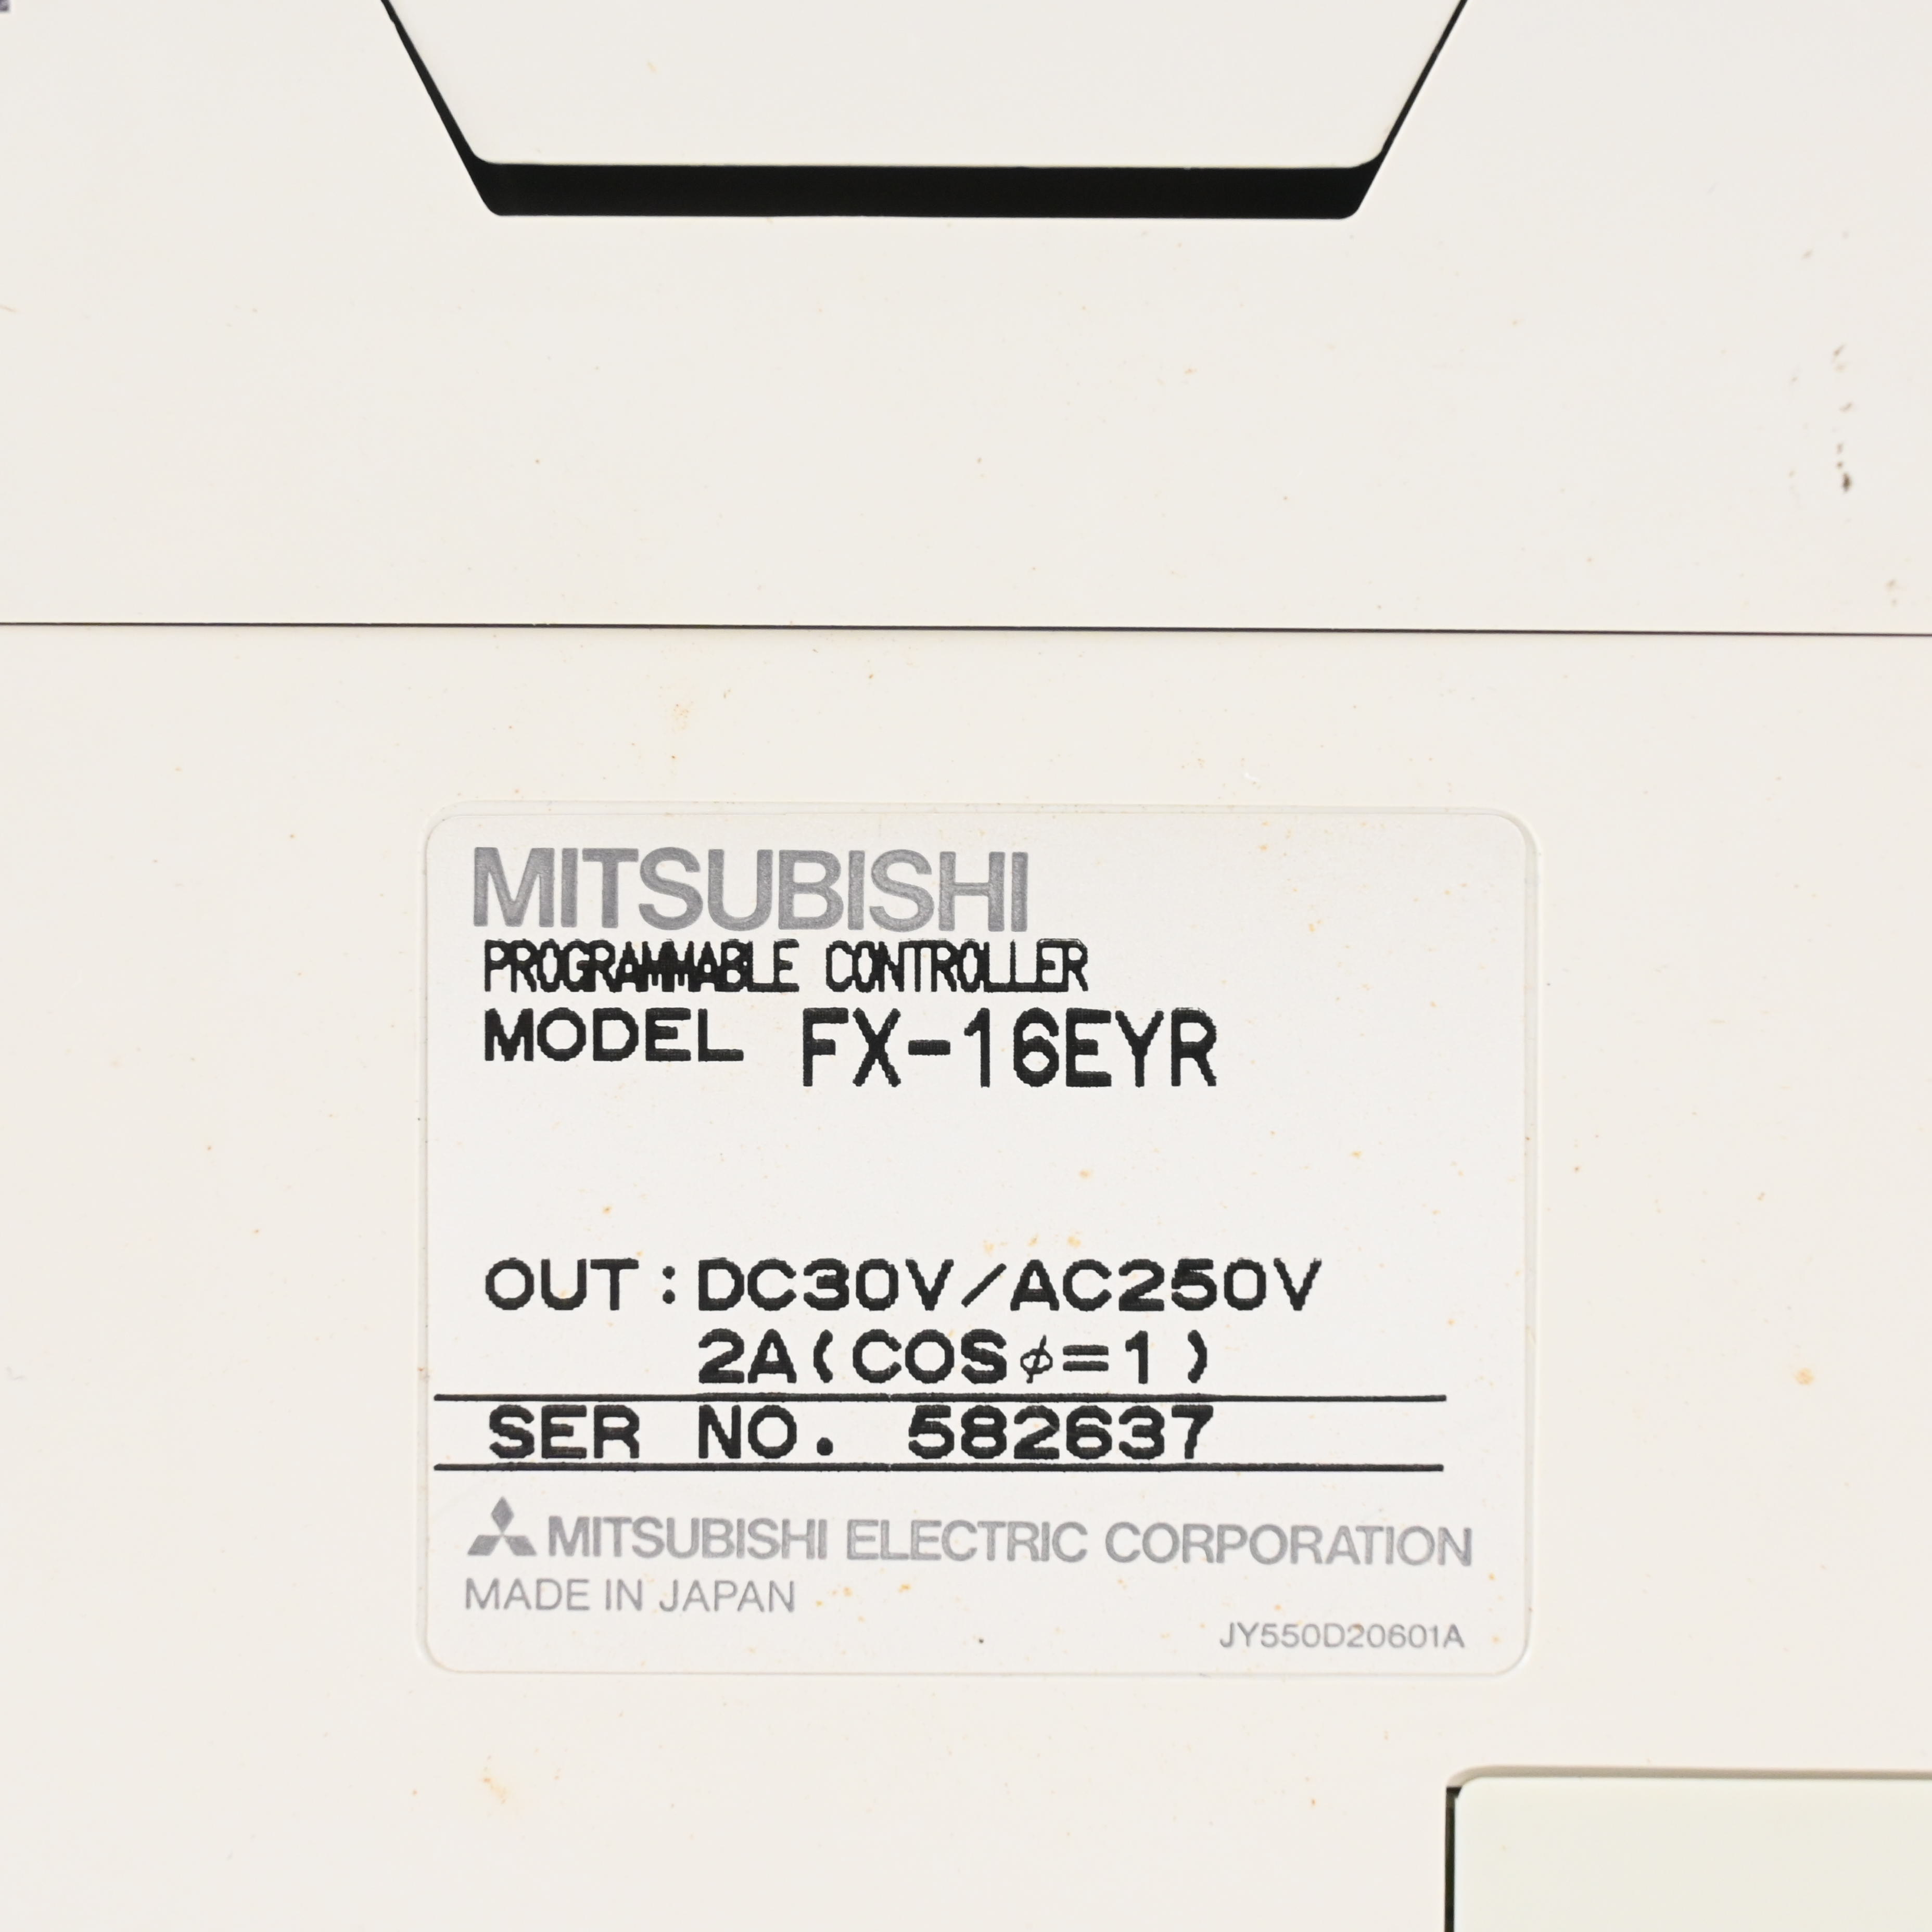 MITSUBISHI
PROGRAMMABLE CONTROLLER
MODEL FX-16EYR
OUT:DC30V/AC250V
2A(COSφ=1)
SER NO. 582637
MITSUBISHI ELECTRIC CORPORATION
MADE IN JAPAN
JY550D20601A